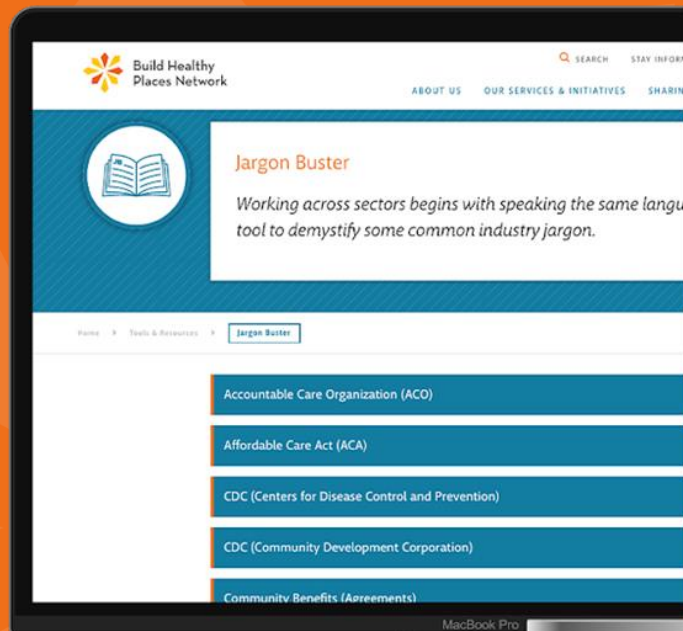 Build Healthy
Places Network
SEARCH STAY INFORM
ABOUT US OUR SERVICES & INITIATIVES SHARIN
Jargon Buster
Working across sectors begins with speaking the same langu
tool to demystify some common industry jargon.
Home Tools & Resources Jargon Buster
Accountable Care Organization (ACO)
Affordable Care Act (ACA)
CDC (Centers for Disease Control and Prevention)
CDC (Community Development Corporation)
Community Benefits (Agreements)
MacBook Pro